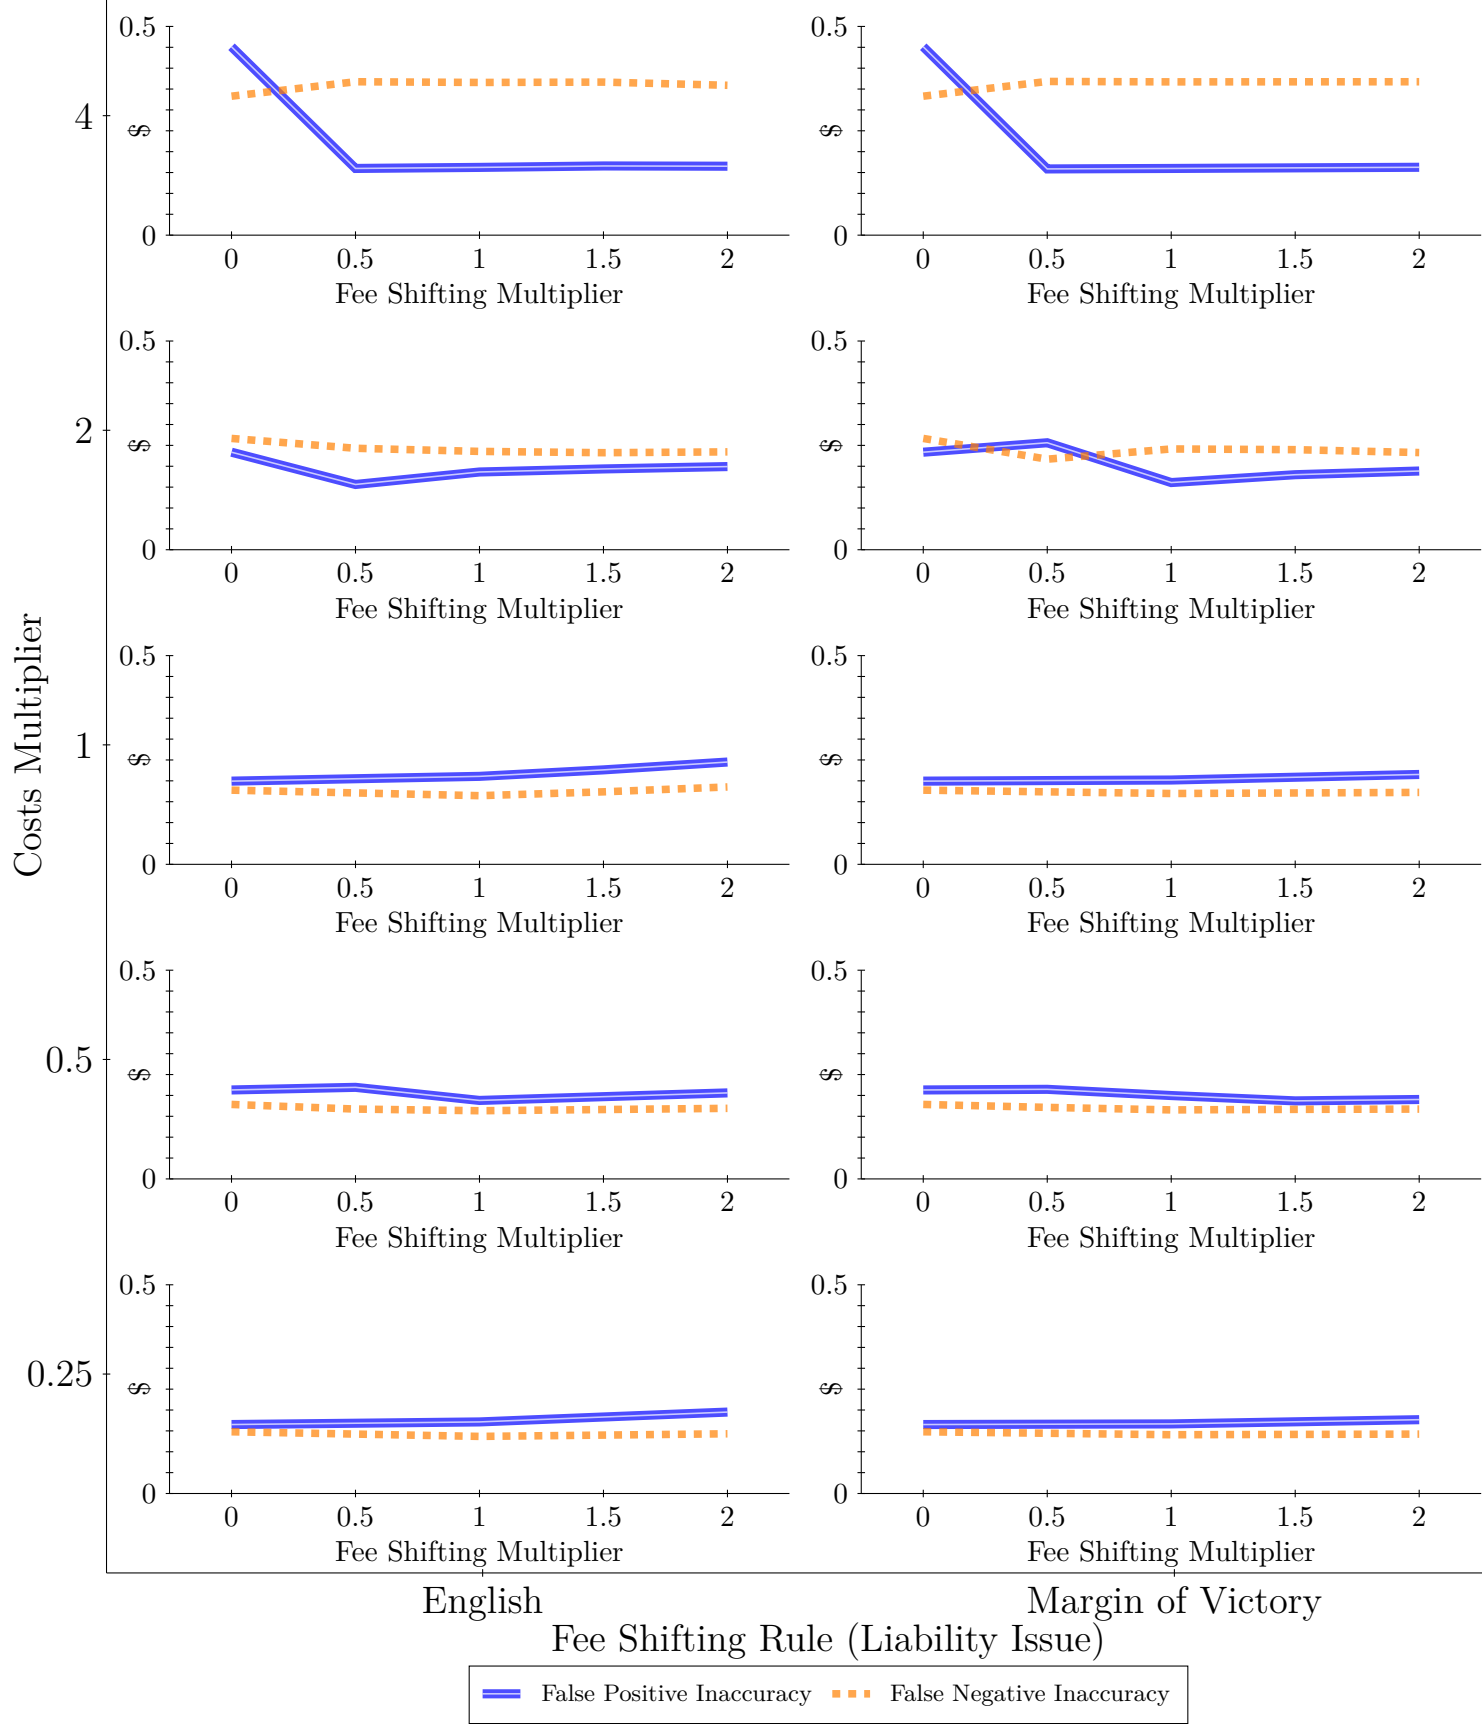 0.5
0.5
4
$
$
0
0
0 0.5 1 1.5 2
0 0.5 1 1.5 2
Fee Shifting Multiplier
Fee Shifting Multiplier
0.5
0.5
2
$
$
0
0
0 0.5 1 1.5 2
0 0.5 1 1.5 2
Fee Shifting Multiplier
Fee Shifting Multiplier
Costs Multiplier
0.5
0.5
1
$
$
0
0
0 0.5 1 1.5 2
0 0.5 1 1.5 2
Fee Shifting Multiplier
Fee Shifting Multiplier
0.5
0.5
0.5
$
$
0
0
0 0.5 1 1.5 2
0 0.5 1 1.5 2
Fee Shifting Multiplier
Fee Shifting Multiplier
0.5
0.5
0.25
$
$
0
0
0 0.5 1 1.5 2
0 0.5 1 1.5 2
Fee Shifting Multiplier
Fee Shifting Multiplier
English
Margin of Victory
Fee Shifting Rule (Liability Issue)
False Positive Inaccuracy
False Negative Inaccuracy